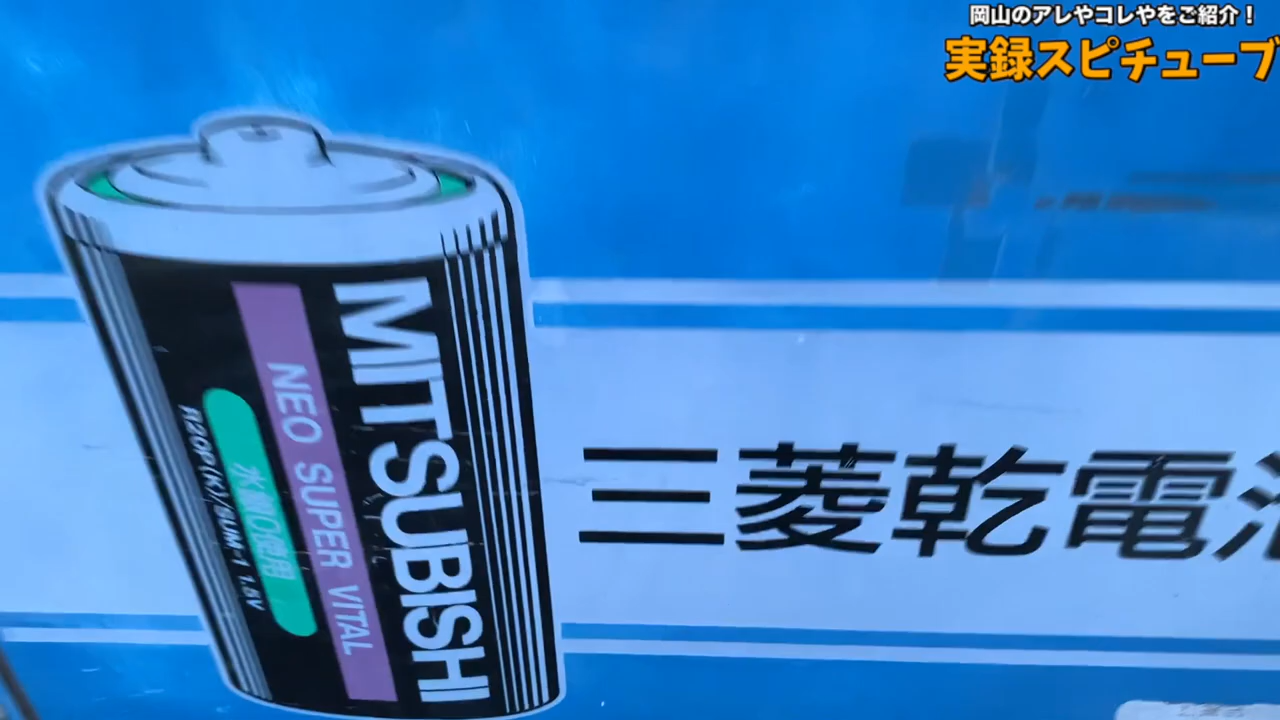 岡山のアレやコレやをご紹介！
実録スピチューブ
MITSUBISHI
NEO SUPER VITAL
水銀0使用
R20P(K)/SUM-1 1.5V
三菱乾電池